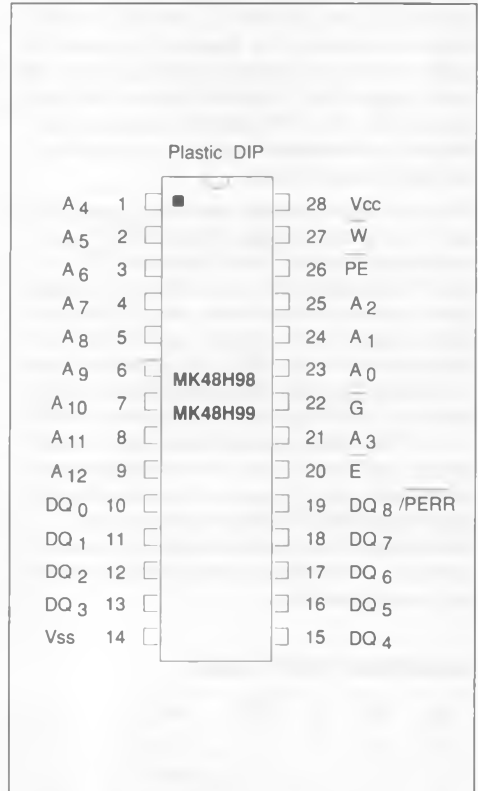 Plastic DIP
A4 1 28 Vcc
A5 2 27 W̅
A6 3 26 P̅E̅
A7 4 25 A2
A8 5 24 A1
A9 6 23 A0
MK48H98
A10 7 22 G̅
MK48H99
A11 8 21 A3
A12 9 20 E̅
DQ0 10 19 DQ8 /P̅E̅R̅R̅
DQ1 11 18 DQ7
DQ2 12 17 DQ6
DQ3 13 16 DQ5
Vss 14 15 DQ4